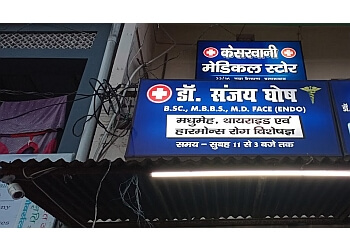 केसरवानी
मेडिकल स्टोर
डॉ. संजय घोष
B.SC., M.B.B.S., M.D. FACE (ENDO)
मधुमेह, थायराइड एवं
हारमोन्स रोग विशेषज्ञ
समय – सुबह 11 से 3 बजे तक